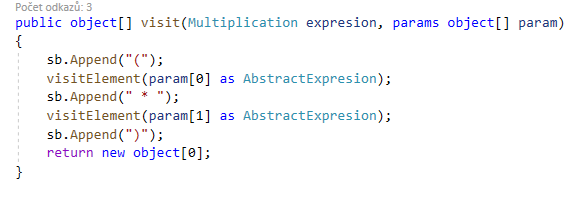 Počet odkazů: 3
public object[] visit(Multiplication expresion, params object[] param)
{
sb.Append("(");
visitElement(param[0] as AbstractExpresion);
sb.Append(" * ");
visitElement(param[1] as AbstractExpresion);
sb.Append(")");
return new object[0];
}